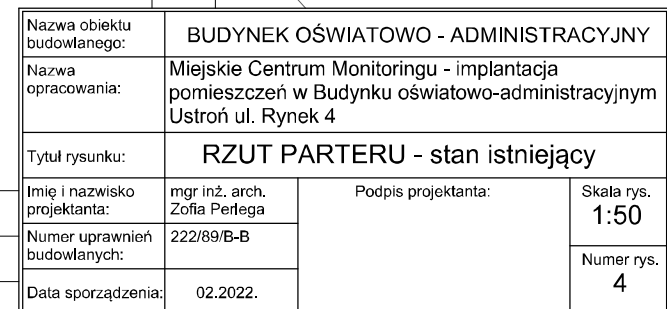 Nazwa obiektu
budowlanego:
BUDYNEK OŚWIATOWO - ADMINISTRACYJNY
Nazwa
opracowania:
Miejskie Centrum Monitoringu - implantacja
pomieszczeń w Budynku oświatowo-administracyjnym
Ustroń ul. Rynek 4
Tytuł rysunku:
RZUT PARTERU - stan istniejący
Imię i nazwisko
projektanta:
mgr inż. arch.
Zofia Perlega
Podpis projektanta:
Skala rys.
1:50
Numer uprawnień
budowlanych:
222/89/B-B
Numer rys.
4
Data sporządzenia:
02.2022.